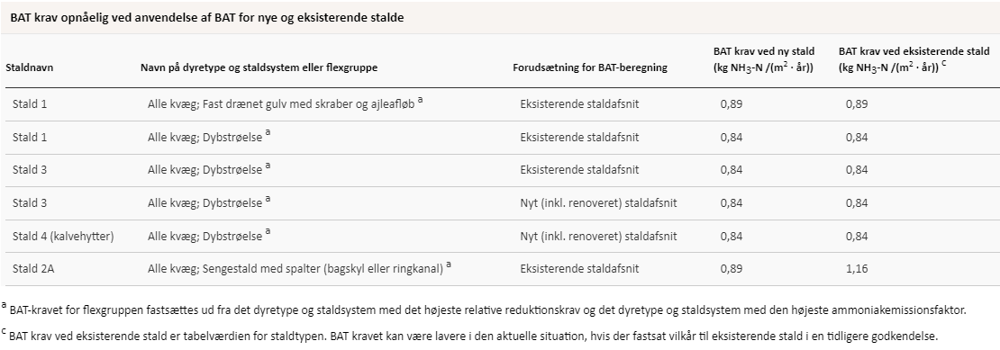 BAT krav opnåelig ved anvendelse af BAT for nye og eksisterende stalde
Staldnavn Navn på dyretype og staldsystem eller flexgruppe Forudsætning for BAT-beregning BAT krav ved ny stald (kg NH3-N /(m² · år)) BAT krav ved eksisterende stald (kg NH3-N /(m² · år)) c
Stald 1 Alle kvæg; Fast drænet gulv med skraber og ajleafløb a Eksisterende staldafsnit 0,89 0,89
Stald 1 Alle kvæg; Dybstrøelse a Eksisterende staldafsnit 0,84 0,84
Stald 3 Alle kvæg; Dybstrøelse a Eksisterende staldafsnit 0,84 0,84
Stald 3 Alle kvæg; Dybstrøelse a Nyt (inkl. renoveret) staldafsnit 0,84 0,84
Stald 4 (kalvehytter) Alle kvæg; Dybstrøelse a Nyt (inkl. renoveret) staldafsnit 0,84 0,84
Stald 2A Alle kvæg; Sengestald med spalter (bagskyl eller ringkanal) a Eksisterende staldafsnit 0,89 1,16
a BAT-kravet for flexgruppen fastsættes ud fra det dyretype og staldsystem med det højeste relative reduktionskrav og det dyretype og staldsystem med den højeste ammoniakemissionsfaktor.
c BAT krav ved eksisterende stald er tabelværdien for staldtypen. BAT kravet kan være lavere i den aktuelle situation, hvis der fastsat vilkår til eksisterende stald i en tidligere godkendelse.